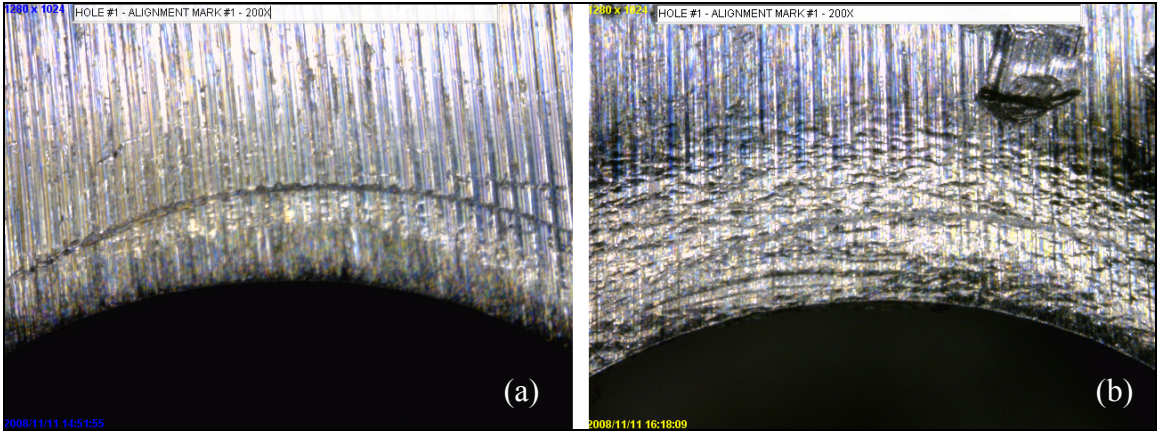 1280 x 1024 HOLE #1 - ALIGNMENT MARK #1 - 200X
(a)
2008/11/11 14:51:55
1280 x 1024 HOLE #1 - ALIGNMENT MARK #1 - 200X
(b)
2008/11/11 16:18:09